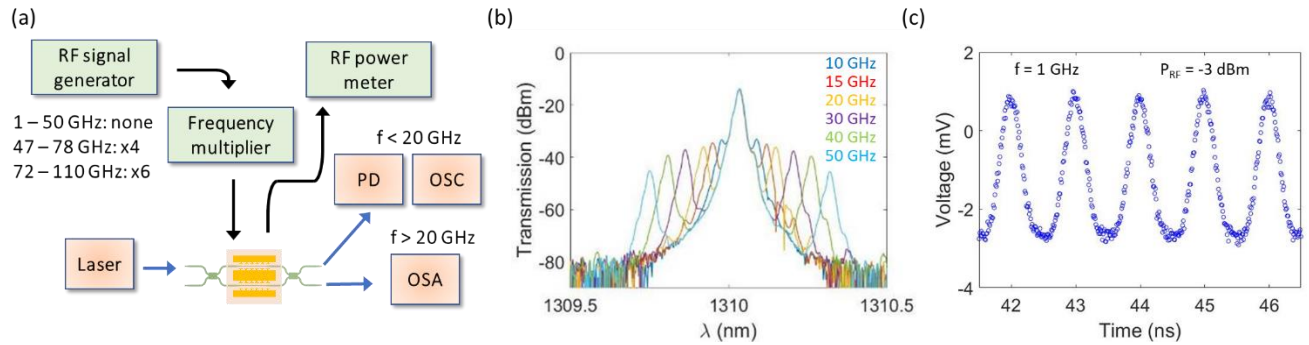 (a)
RF signal
generator
RF power
meter
1 – 50 GHz: none
47 – 78 GHz: x4
72 – 110 GHz: x6
Frequency
multiplier
f < 20 GHz
PD
OSC
f > 20 GHz
Laser
OSA
(b)
Transmission (dBm)
0
-20
-40
-60
-80
10 GHz
15 GHz
20 GHz
30 GHz
40 GHz
50 GHz
1309.5
1310
1310.5
λ (nm)
(c)
Voltage (mV)
2
0
-2
-4
f = 1 GHz
P_RF = -3 dBm
42
43
44
45
46
Time (ns)